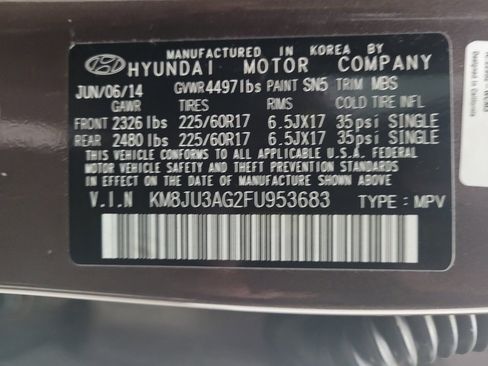 MANUFACTURED IN KOREA BY
HYUNDAI MOTOR COMPANY
JUN/06/14 GVWR4497lbs PAINT SN5 TRIM MBS
GAWR TIRES RIMS COLD TIRE INFL
FRONT 2326lbs 225/60R17 6.5JX17 35psi SINGLE
REAR 2480lbs 225/60R17 6.5JX17 35psi SINGLE
THIS VEHICLE CONFORMS TO ALL APPLICABLE U.S.A. FEDERAL
MOTOR VEHICLE SAFETY AND THEFT PREVENTION STANDARDS
IN EFFECT ON THE DATE OF MANUFACTURE SHOWN ABOVE
V.I.N KM8JU3AG2FU953683 TYPE: MPV